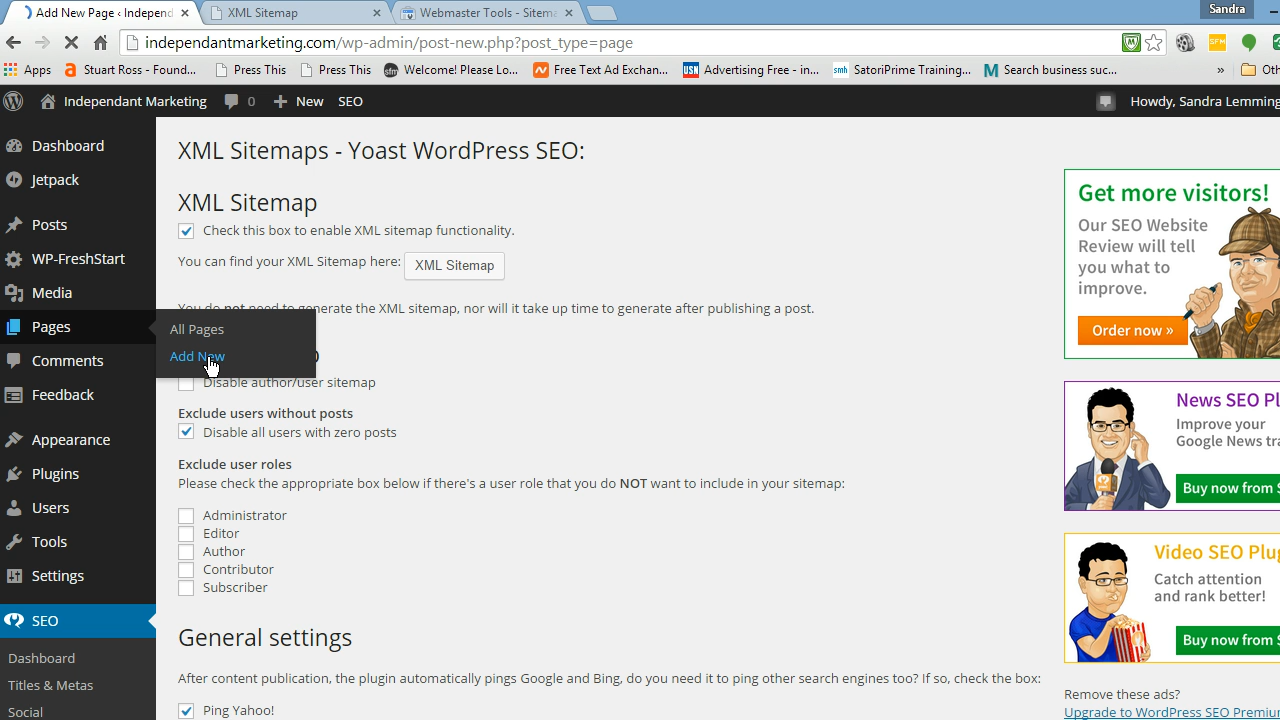 Add New Page ‹ Independ
XML Sitemap
Webmaster Tools - Sitema
Sandra
independantmarketing.com/wp-admin/post-new.php?post_type=page
SFM
Apps
Stuart Ross - Found...
Press This
Press This
sfm
Welcome! Please Lo...
Free Text Ad Exchan...
USN
Advertising Free - in...
smh
SatoriPrime Training...
Search business suc...
»
Oth
Independant Marketing
0
New
SEO
Howdy, Sandra Lemming
Dashboard
Jetpack
Posts
WP-FreshStart
Media
Pages
All Pages
Add New
Comments
Feedback
Appearance
Plugins
Users
Tools
Settings
SEO
Dashboard
Titles & Metas
Social
XML Sitemaps - Yoast WordPress SEO:
XML Sitemap
Check this box to enable XML sitemap functionality.
You can find your XML Sitemap here: XML Sitemap
You do not need to generate the XML sitemap, nor will it take up time to generate after publishing a post.
Disable author/user sitemap
Exclude users without posts
Disable all users with zero posts
Exclude user roles
Please check the appropriate box below if there's a user role that you do NOT want to include in your sitemap:
Administrator
Editor
Author
Contributor
Subscriber
General settings
After content publication, the plugin automatically pings Google and Bing, do you need it to ping other search engines too? If so, check the box:
Ping Yahoo!
Get more visitors!
Our SEO Website
Review will tell
you what to
improve.
Order now »
News SEO Pl
Improve your
Google News tra
Buy now from $
Video SEO Plug
Catch attention
and rank better!
Buy now from $
Remove these ads?
Upgrade to WordPress SEO Premiu